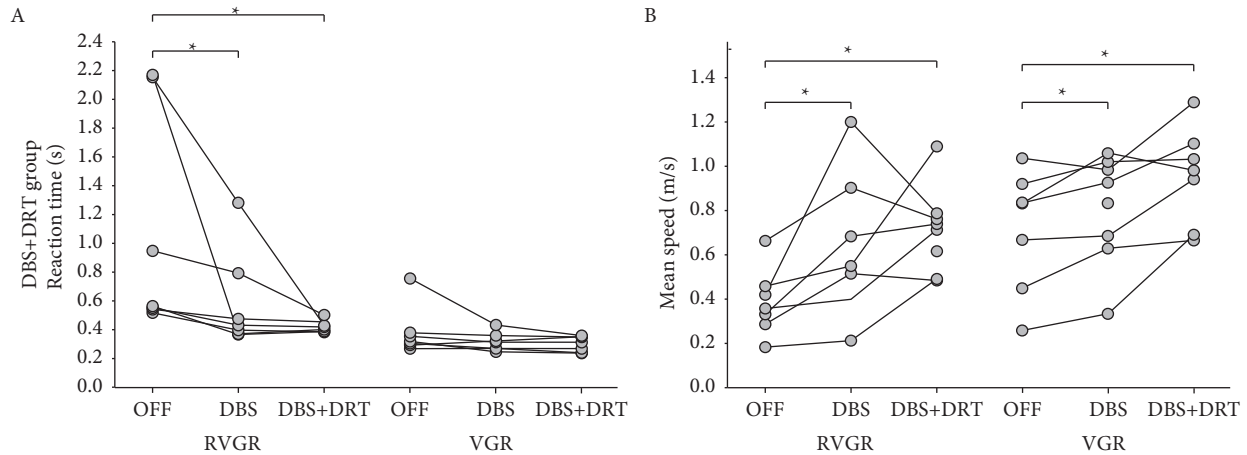 A
DBS+DRT group
Reaction time (s)
2.4
2.2
2.0
1.8
1.6
1.4
1.2
1.0
0.8
0.6
0.4
0.2
0.0
* *
OFF DBS DBS+DRT OFF DBS DBS+DRT
RVGR VGR
B
Mean speed (m/s)
1.4
1.2
1.0
0.8
0.6
0.4
0.2
0.0
* * * *
OFF DBS DBS+DRT OFF DBS DBS+DRT
RVGR VGR